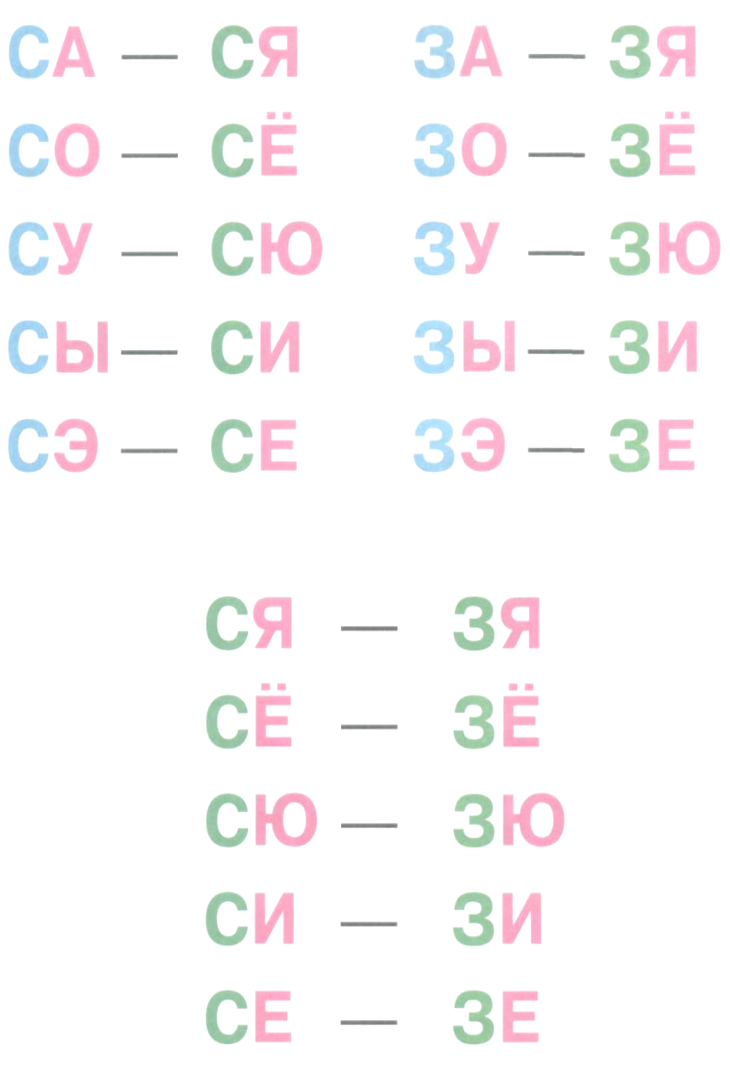 СА — СЯ ЗА — ЗЯ
СО — СЁ ЗО — ЗЁ
СУ — СЮ ЗУ — ЗЮ
СЫ — СИ ЗЫ — ЗИ
СЭ — СЕ ЗЭ — ЗЕ
СЯ — ЗЯ
СЁ — ЗЁ
СЮ — ЗЮ
СИ — ЗИ
СЕ — ЗЕ